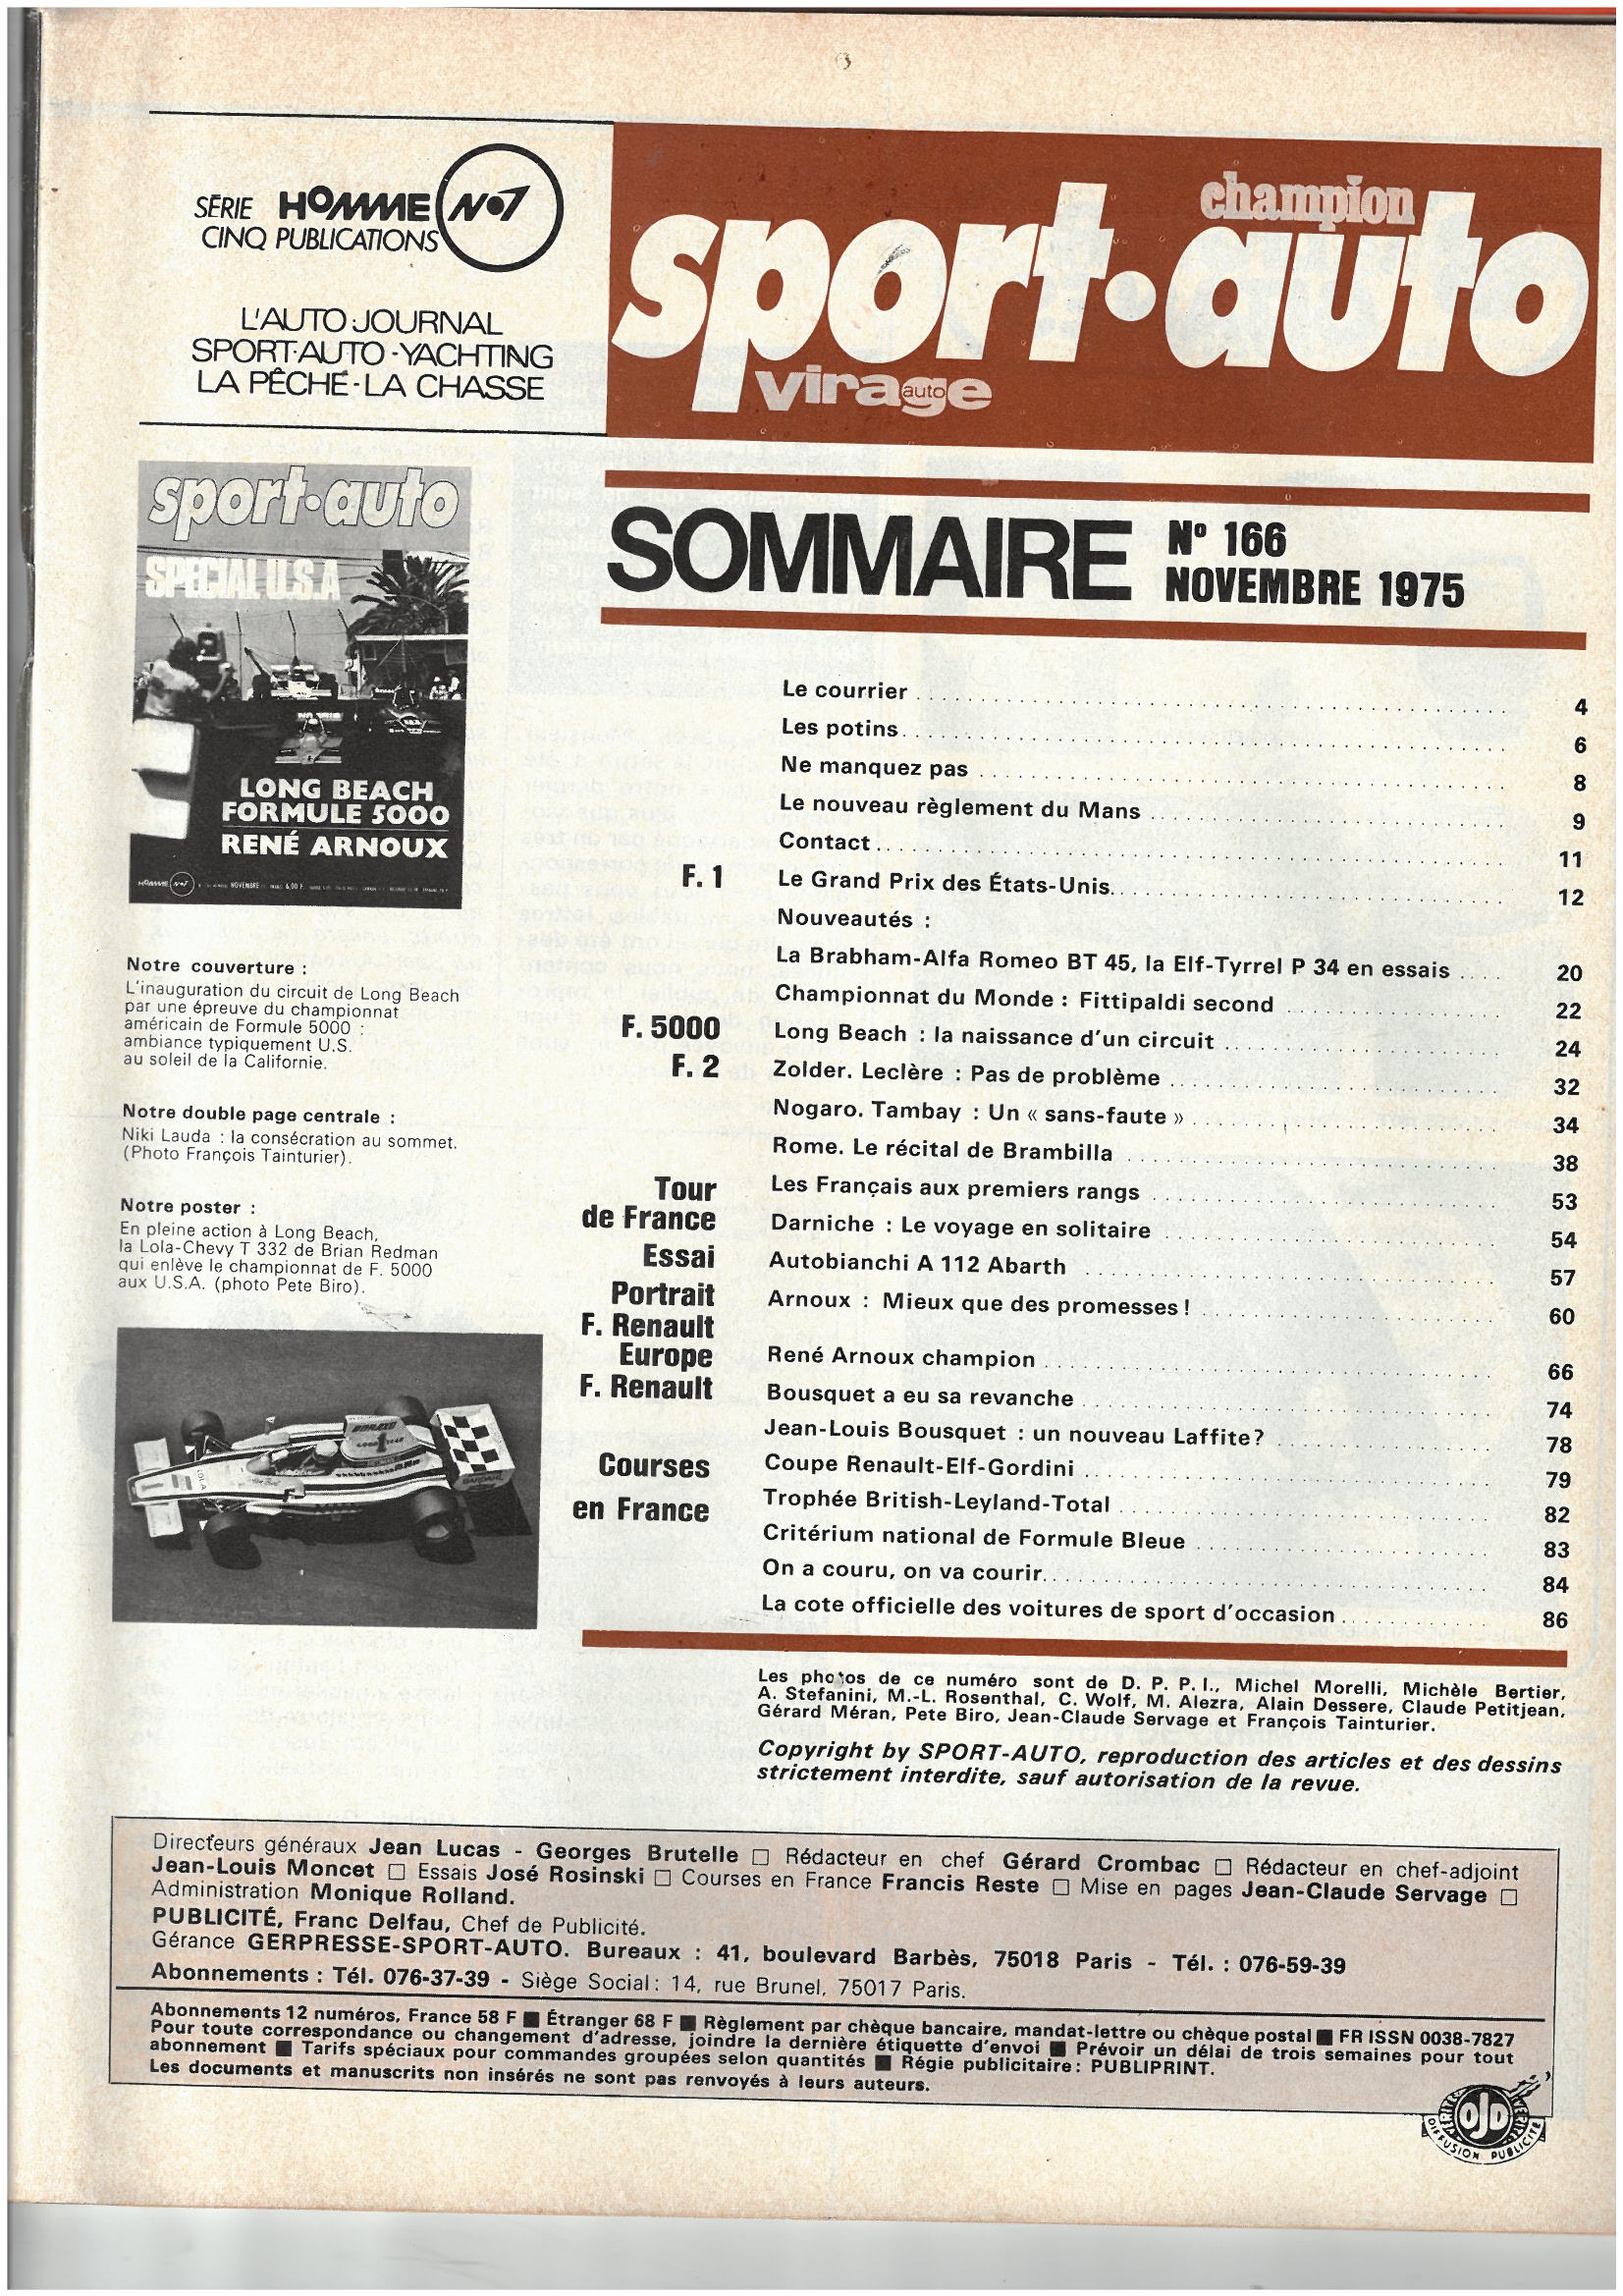 SÉRIE HOMME N•1
CINQ PUBLICATIONS
L'AUTO-JOURNAL
SPORT-AUTO - YACHTING
LA PÊCHE - LA CHASSE
champion
sport·auto
virage auto
sport·auto
SPECIAL U.S.A
LONG BEACH
FORMULE 5000
RENÉ ARNOUX
HOMME N•1 NOVEMBRE 6,00 F.
Notre couverture :
L'inauguration du circuit de Long Beach
par une épreuve du championnat
américain de Formule 5000 :
ambiance typiquement U.S.
au soleil de la Californie.
Notre double page centrale :
Niki Lauda : la consécration au sommet.
(Photo François Tainturier).
Notre poster :
En pleine action à Long Beach,
la Lola-Chevy T 332 de Brian Redman
qui enlève le championnat de F. 5000
aux U.S.A. (photo Pete Biro).
SOMMAIRE
N° 166
NOVEMBRE 1975
Le courrier 4
Les potins 6
Ne manquez pas 8
Le nouveau règlement du Mans 9
Contact 11
F. 1 Le Grand Prix des États-Unis 12
Nouveautés :
La Brabham-Alfa Romeo BT 45, la Elf-Tyrrel P 34 en essais 20
Championnat du Monde : Fittipaldi second 22
F. 5000 Long Beach : la naissance d'un circuit 24
F. 2 Zolder. Leclère : Pas de problème 32
Nogaro. Tambay : Un « sans-faute » 34
Rome. Le récital de Brambilla 38
Tour Les Français aux premiers rangs 53
de France Darniche : Le voyage en solitaire 54
Essai Autobianchi A 112 Abarth 57
Portrait Arnoux : Mieux que des promesses ! 60
F. Renault
Europe René Arnoux champion 66
F. Renault Bousquet a eu sa revanche 74
Jean-Louis Bousquet : un nouveau Laffite ? 78
Courses Coupe Renault-Elf-Gordini 79
en France Trophée British-Leyland-Total 82
Critérium national de Formule Bleue 83
On a couru, on va courir 84
La cote officielle des voitures de sport d'occasion 86
Les photos de ce numéro sont de D. P. P. I., Michel Morelli, Michèle Bertier,
A. Stefanini, M.-L. Rosenthal, C. Wolf, M. Alezra, Alain Dessere, Claude Petitjean,
Gérard Méran, Pete Biro, Jean-Claude Servage et François Tainturier.
Copyright by SPORT-AUTO, reproduction des articles et des dessins
strictement interdite, sauf autorisation de la revue.
Directeurs généraux Jean Lucas - Georges Brutelle □ Rédacteur en chef Gérard Crombac □ Rédacteur en chef-adjoint
Jean-Louis Moncet □ Essais José Rosinski □ Courses en France Francis Reste □ Mise en pages Jean-Claude Servage □
Administration Monique Rolland.
PUBLICITÉ, Franc Delfau, Chef de Publicité.
Gérance GERPRESSE-SPORT-AUTO. Bureaux : 41, boulevard Barbès, 75018 Paris - Tél. : 076-59-39
Abonnements : Tél. 076-37-39 - Siège Social : 14, rue Brunel, 75017 Paris.
Abonnements 12 numéros, France 58 F ■ Étranger 68 F ■ Règlement par chèque bancaire, mandat-lettre ou chèque postal ■ FR ISSN 0038-7827
Pour toute correspondance ou changement d'adresse, joindre la dernière étiquette d'envoi ■ Prévoir un délai de trois semaines pour tout
abonnement ■ Tarifs spéciaux pour commandes groupées selon quantités ■ Régie publicitaire : PUBLIPRINT.
Les documents et manuscrits non insérés ne sont pas renvoyés à leurs auteurs.
OJD
DIFFUSION PUBLICITÉ